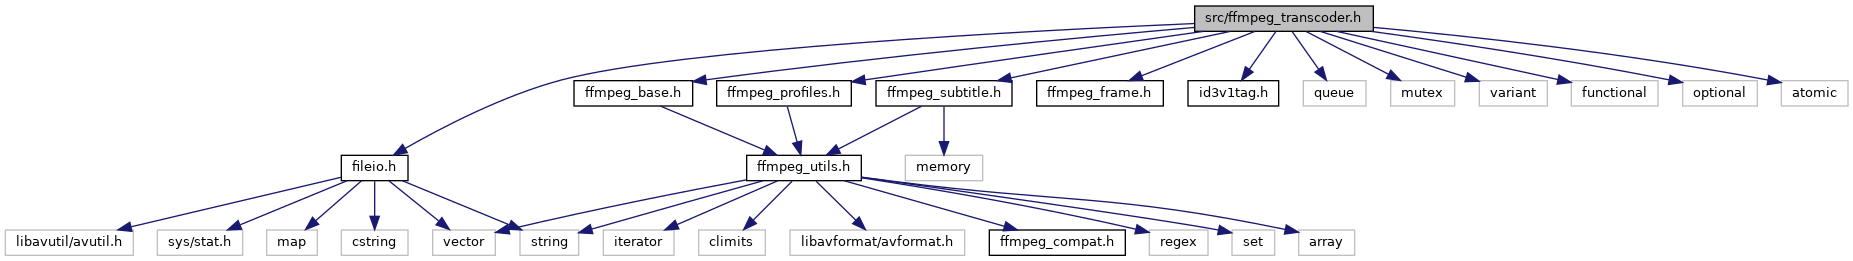 src/ffmpeg_transcoder.h
ffmpeg_base.h
ffmpeg_profiles.h
ffmpeg_subtitle.h
ffmpeg_frame.h
id3v1tag.h
queue
mutex
variant
functional
optional
atomic
fileio.h
ffmpeg_utils.h
memory
libavutil/avutil.h
sys/stat.h
map
cstring
vector
string
iterator
climits
libavformat/avformat.h
ffmpeg_compat.h
regex
set
array